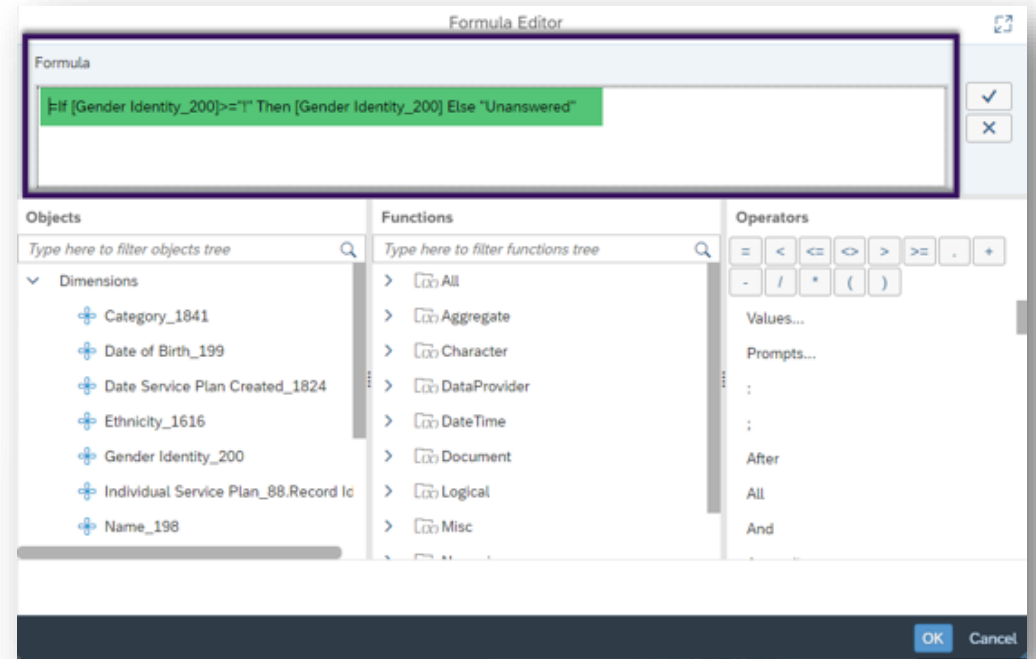 Formula Editor
Formula
=If [Gender Identity_200]>="!" Then [Gender Identity_200] Else "Unanswered"
Objects
Type here to filter objects tree
Dimensions
Category_1841
Date of Birth_199
Date Service Plan Created_1824
Ethnicity_1616
Gender Identity_200
Individual Service Plan_88.Record Id
Name_198
Functions
Type here to filter functions tree
All
Aggregate
Character
DataProvider
DateTime
Document
Logical
Misc
Operators
= < <= <> > >= . +
- / * ( )
Values...
Prompts...
:
;
After
All
And
OK Cancel